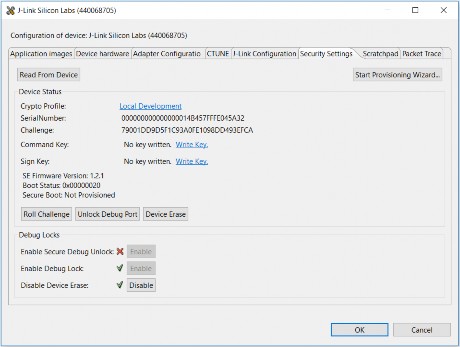 J-Link Silicon Labs (440068705)
Configuration of device: J-Link Silicon Labs (440068705)
Application images Device hardware Adapter Configuratio CTUNE J-Link Configuration Security Settings Scratchpad Packet Trace
Read From Device Start Provisioning Wizard...
Device Status
Crypto Profile: Local Development
SerialNumber: 000000000000000014B457FFFE045A32
Challenge: 79001DD9D5F1C93A0FE1098DD493EFCA
Command Key: No key written. Write Key.
Sign Key: No key written. Write Key.
SE Firmware Version: 1.2.1
Boot Status: 0x00000020
Secure Boot: Not Provisioned
Roll Challenge Unlock Debug Port Device Erase
Debug Locks
Enable Secure Debug Unlock: Enable
Enable Debug Lock: Enable
Disable Device Erase: Disable
OK Cancel